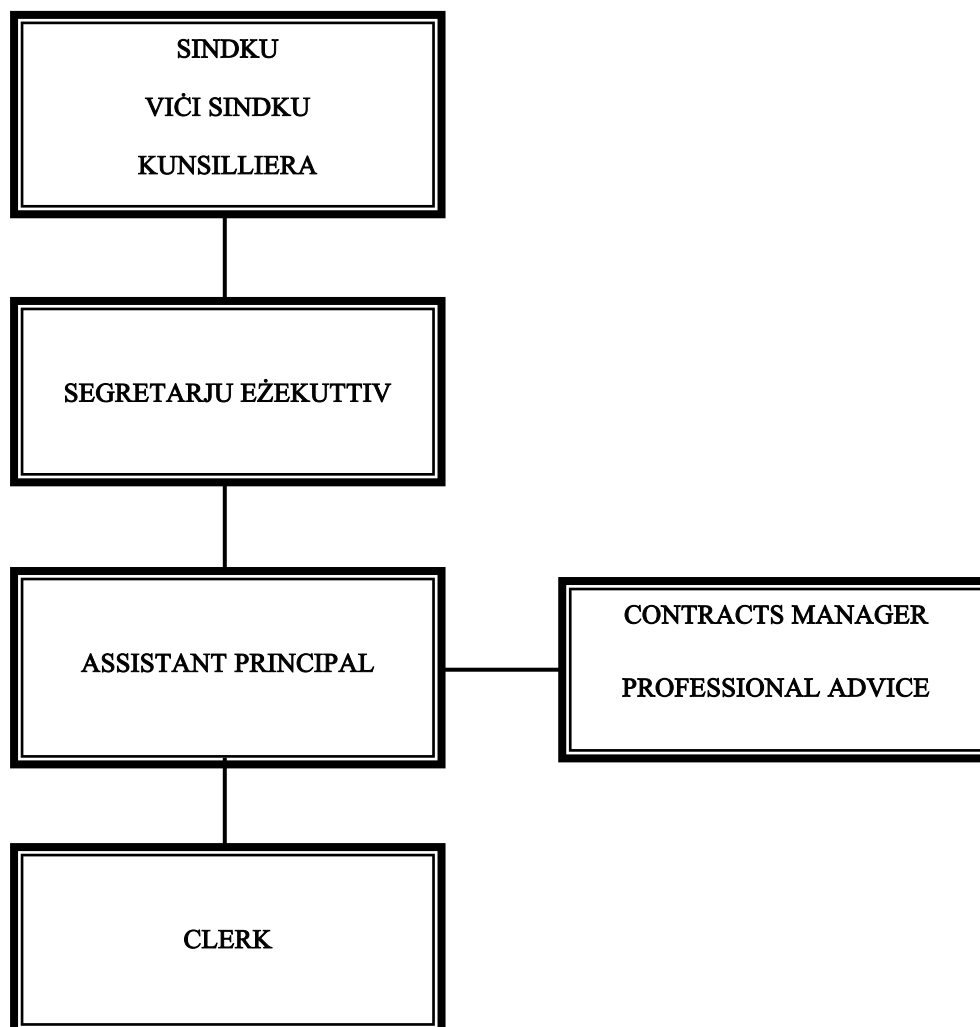 SINDKU
VIĊI SINDKU
KUNSILLIERA
SEGRETARJU EŻEKUTTIV
ASSISTANT PRINCIPAL
CONTRACTS MANAGER
PROFESSIONAL ADVICE
CLERK